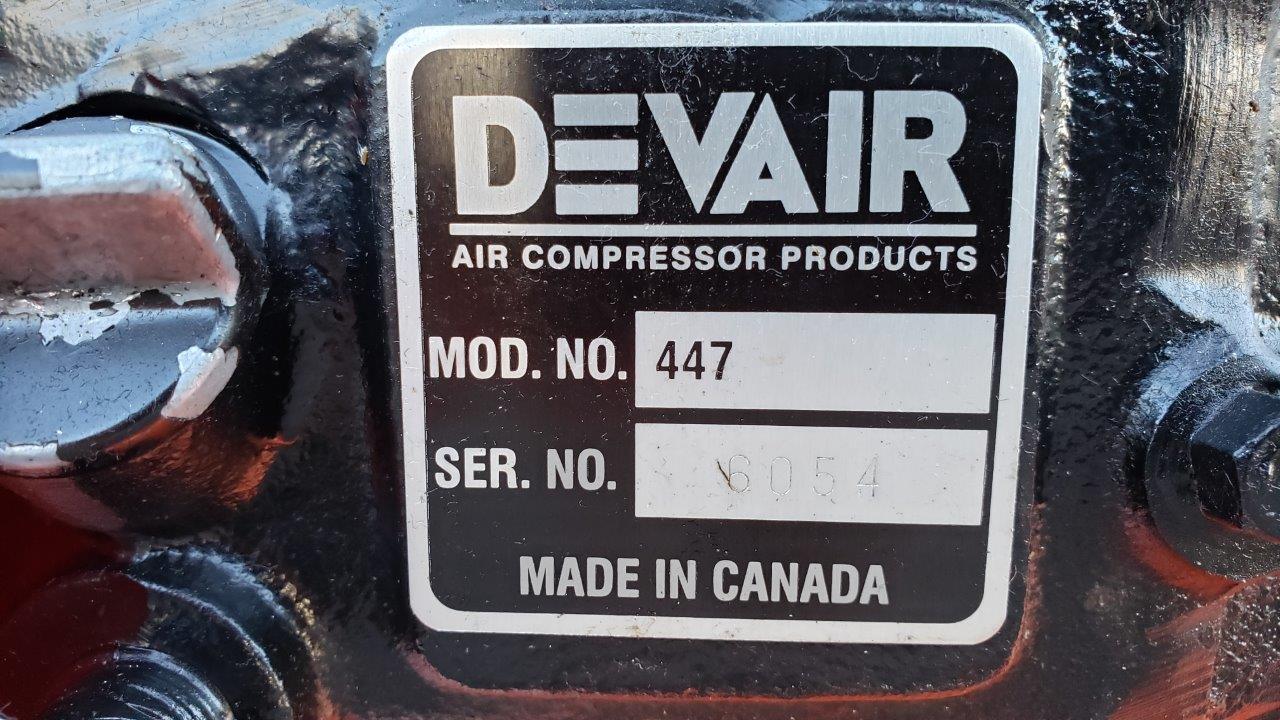 DEVAIR
AIR COMPRESSOR PRODUCTS
MOD. NO. 447
SER. NO. 6054
MADE IN CANADA